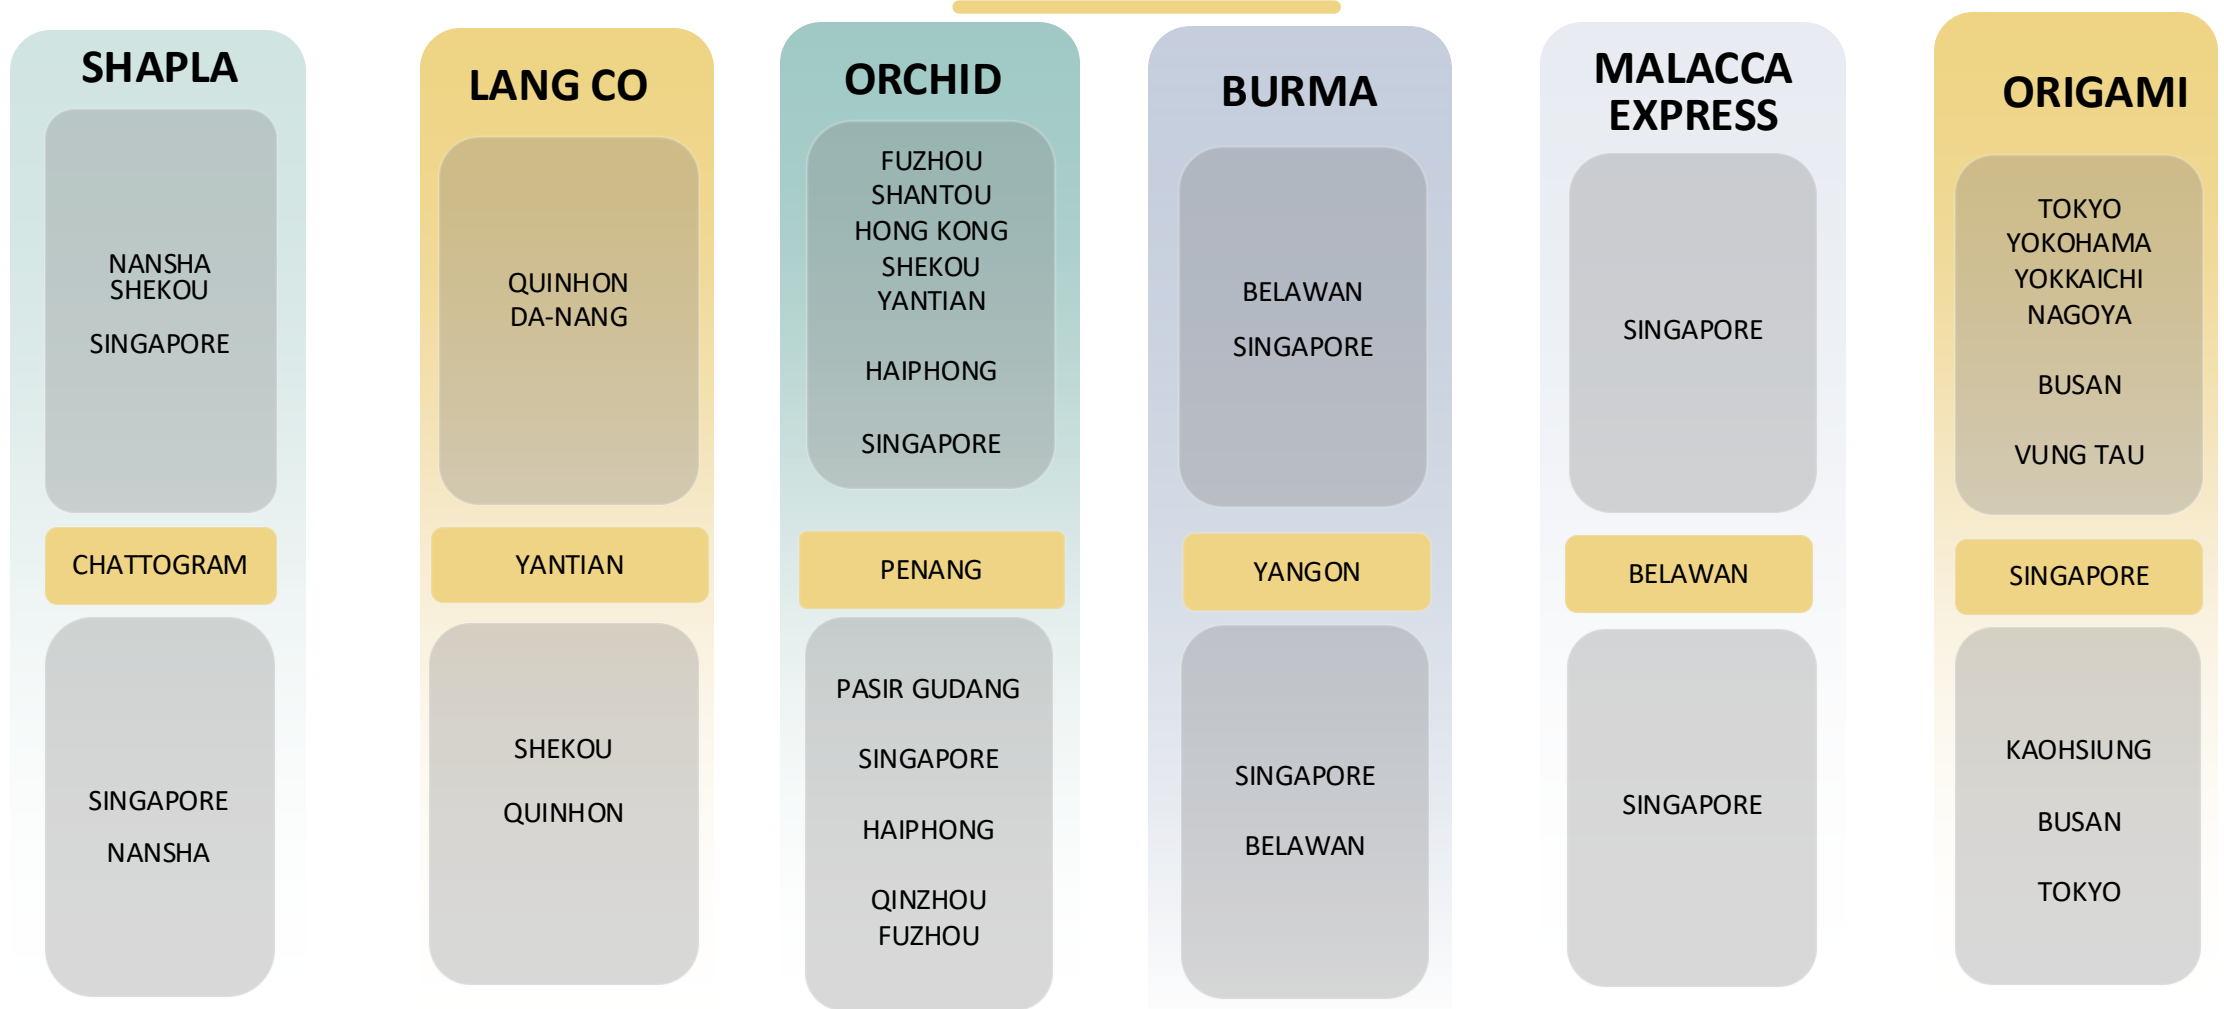 SHAPLA
NANSHA
SHEKOU
SINGAPORE
CHATTOGRAM
SINGAPORE
NANSHA
LANG CO
QUINHON
DA-NANG
YANTIAN
SHEKOU
QUINHON
ORCHID
FUZHOU
SHANTOU
HONG KONG
SHEKOU
YANTIAN
HAIPHONG
SINGAPORE
PENANG
PASIR GUDANG
SINGAPORE
HAIPHONG
QINZHOU
FUZHOU
BURMA
BELAWAN
SINGAPORE
YANGON
SINGAPORE
BELAWAN
MALACCA
EXPRESS
SINGAPORE
BELAWAN
SINGAPORE
ORIGAMI
TOKYO
YOKOHAMA
YOKKAICHI
NAGOYA
BUSAN
VUNG TAU
SINGAPORE
KAOHSIUNG
BUSAN
TOKYO